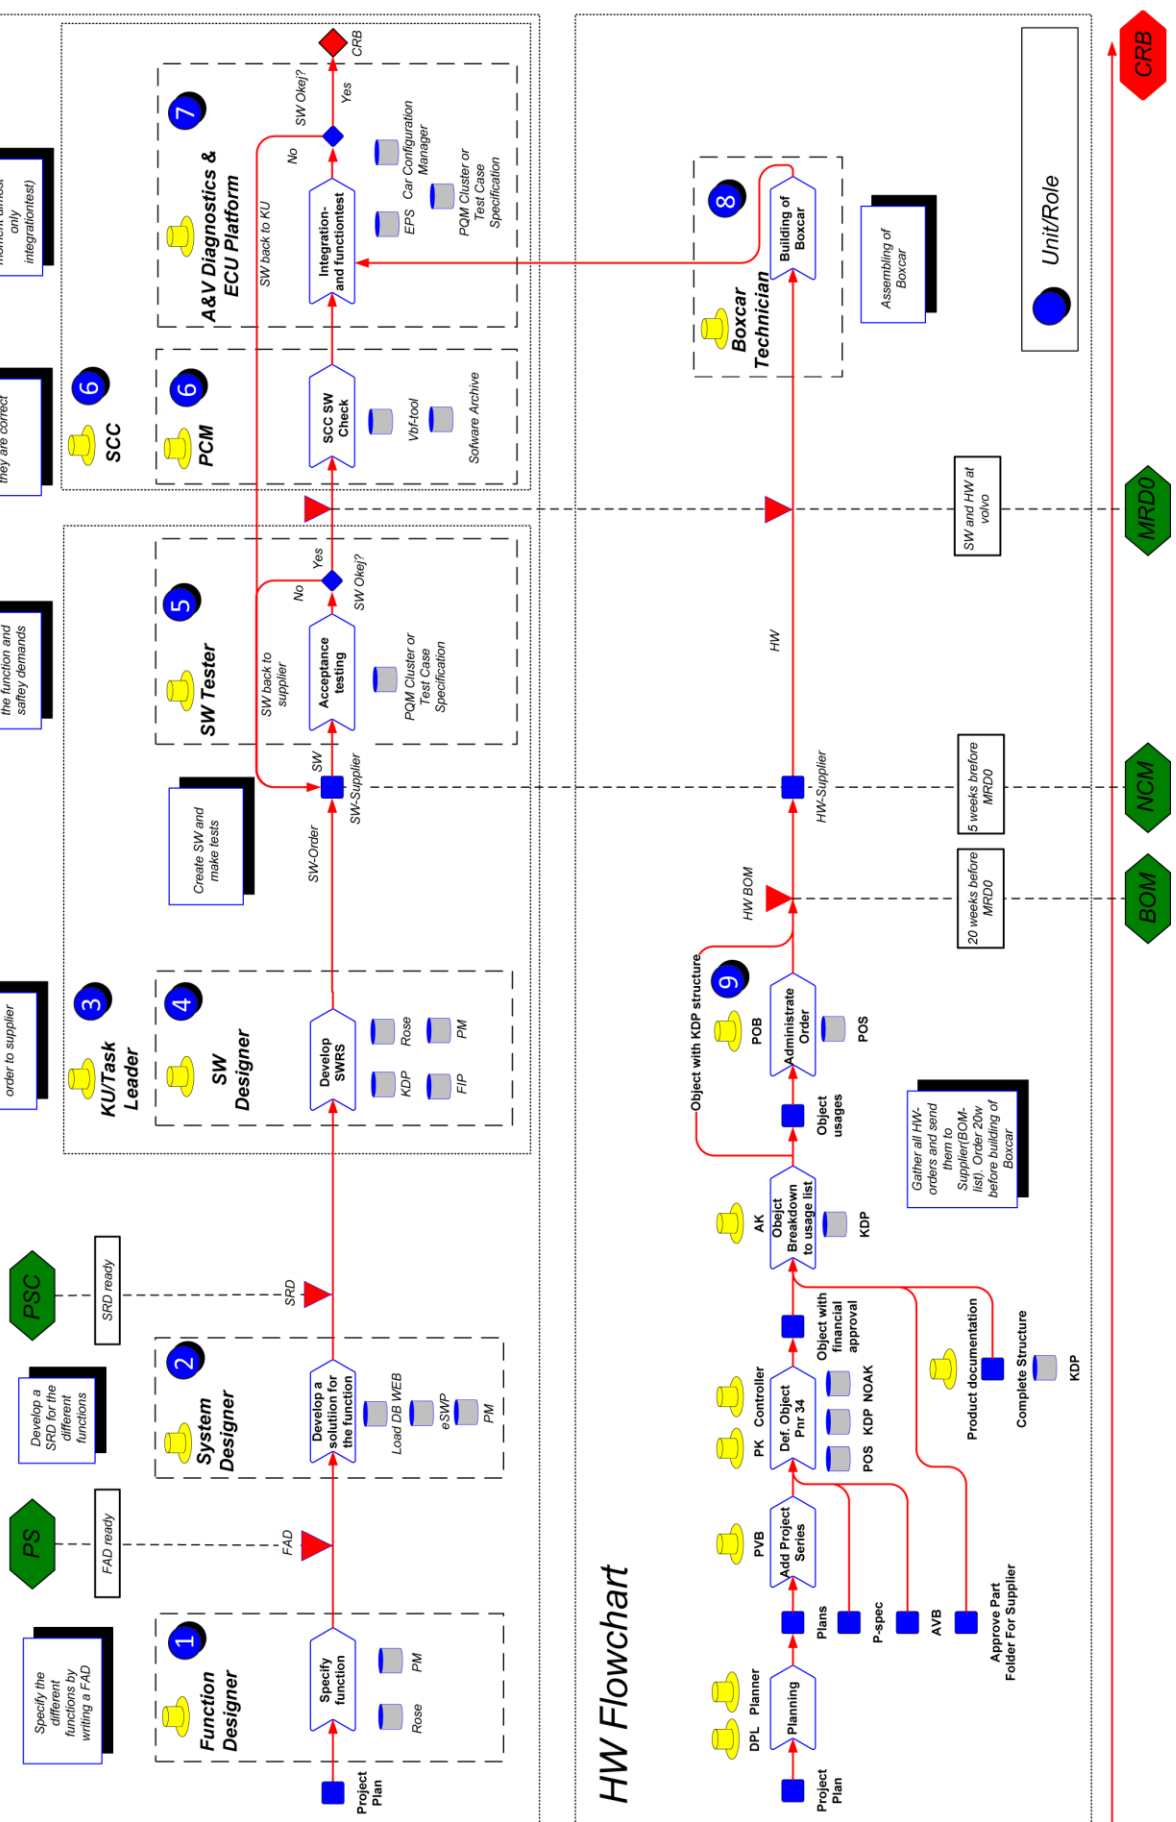 Specify the
different
functions by
writing a FAD
PS
FAD ready
Develop a
SRD for the
different
functions
PSC
SRD ready
order to supplier
the function and
saftey demands
they are correct
only
integrationtest)
1
Function
Designer
Project
Plan
Specify
function
Rose
PM
FAD
2
System
Designer
Develop a
solution for
the function
Load DB WEB
eSWP
PM
SRD
3
KU/Task
Leader
4
SW
Designer
Develop
SWRS
KDP
Rose
FIP
PM
Create SW and
make tests
SW-Order
SW-Supplier
SW
SW back to
supplier
5
SW Tester
Acceptance
testing
PQM Cluster or
Test Case
Specification
No
Yes
SW Okej?
6
SCC
6
PCM
SCC SW
Check
Vbf-tool
Sofware Archive
7
A&V Diagnostics &
ECU Platform
SW back to KU
Integration-
and functiontest
EPS
Car Configuration
Manager
PQM Cluster or
Test Case
Specification
No
SW Okej?
Yes
CRB
HW Flowchart
Project
Plan
DPL
Planner
Planning
Plans
P-spec
AVB
Approve Part
Folder For Supplier
PVB
Add Project
Series
PK
Controller
Def. Object
Pnr 34
POS
KDP
NOAK
Object with
financial
approval
Product documentation
Complete Structure
KDP
AK
Obejct
Breakdown
to usage list
KDP
Object with KDP structure
Object
usages
9
POB
Administrate
Order
POS
Gather all HW-
orders and send
them to
Supplier(BOM-
list). Order 20w
before building of
Boxcar
HW BOM
HW-Supplier
HW
20 weeks before
MRD0
5 weeks brefore
MRD0
SW and HW at
volvo
8
Boxcar
Technician
Building of
Boxcar
Assembling of
Boxcar
Unit/Role
BOM
NCM
MRD0
CRB